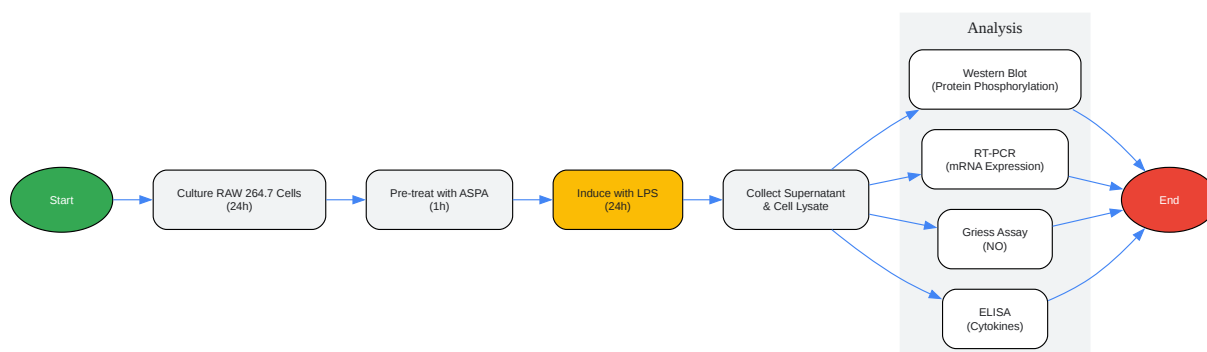 Start
Culture RAW 264.7 Cells
(24h)
Pre-treat with ASPA
(1h)
Induce with LPS
(24h)
Collect Supernatant
& Cell Lysate
Analysis
Western Blot
(Protein Phosphorylation)
RT-PCR
(mRNA Expression)
Griess Assay
(NO)
ELISA
(Cytokines)
End